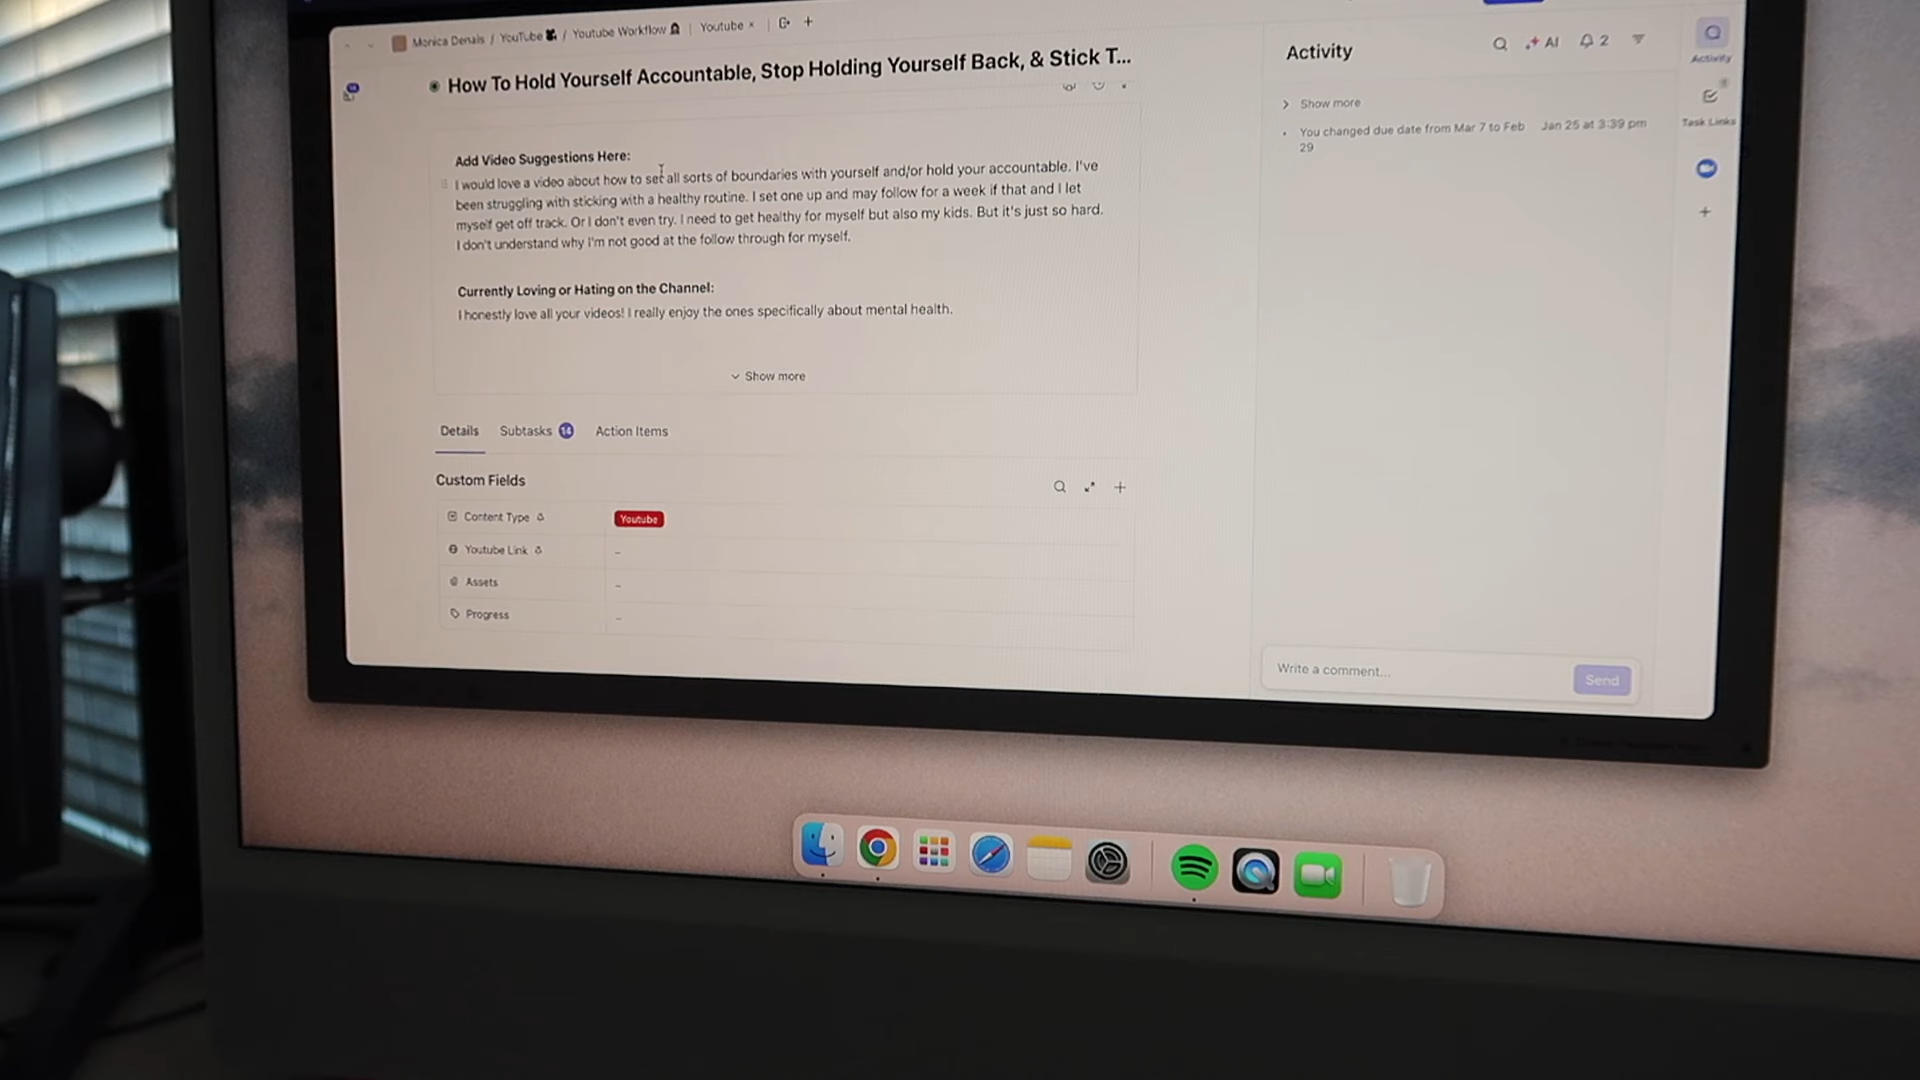 Monica Denais / YouTube / Youtube Workflow | Youtube
How To Hold Yourself Accountable, Stop Holding Yourself Back, & Stick T...
Add Video Suggestions Here:
I would love a video about how to set all sorts of boundaries with yourself and/or hold your accountable. I've
been struggling with sticking with a healthy routine. I set one up and may follow for a week if that and I let
myself get off track. Or I don't even try. I need to get healthy for myself but also my kids. But it's just so hard.
I don't understand why I'm not good at the follow through for myself.
Currently Loving or Hating on the Channel:
I honestly love all your videos! I really enjoy the ones specifically about mental health.
Show more
Details Subtasks 14 Action Items
Custom Fields
Content Type Youtube
Youtube Link –
Assets –
Progress –
Activity AI 2
Show more
You changed due date from Mar 7 to Feb Jan 25 at 3:39 pm
29
Write a comment... Send
Activity
Task Links